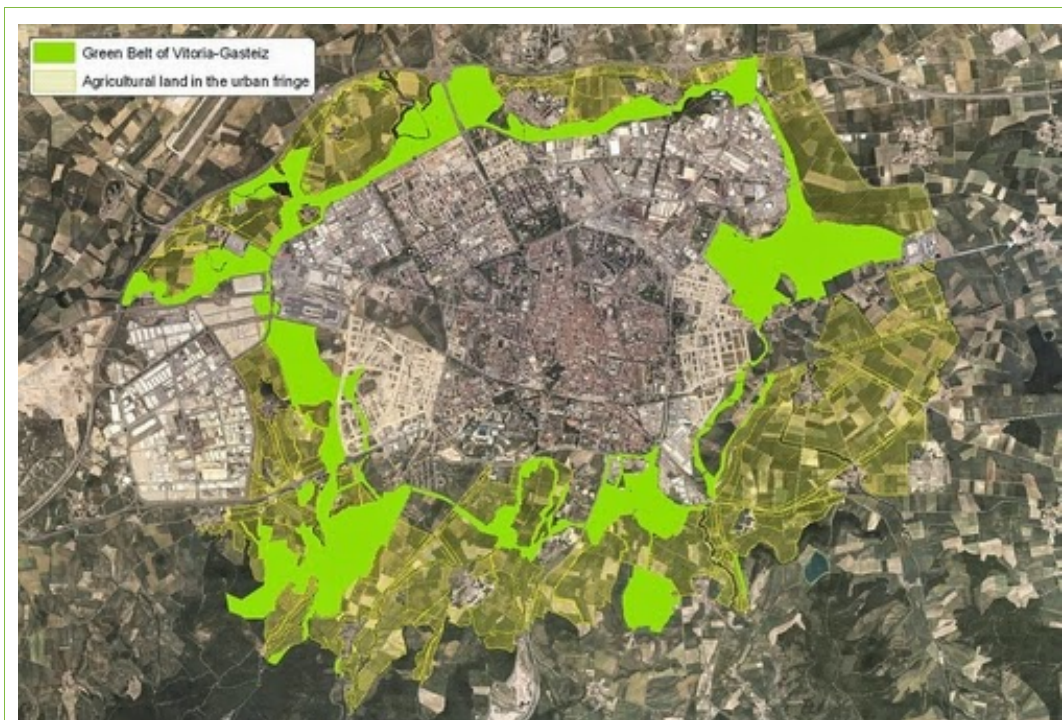 Green Belt of Vitoria-Gasteiz
Agricultural land in the urban fringe